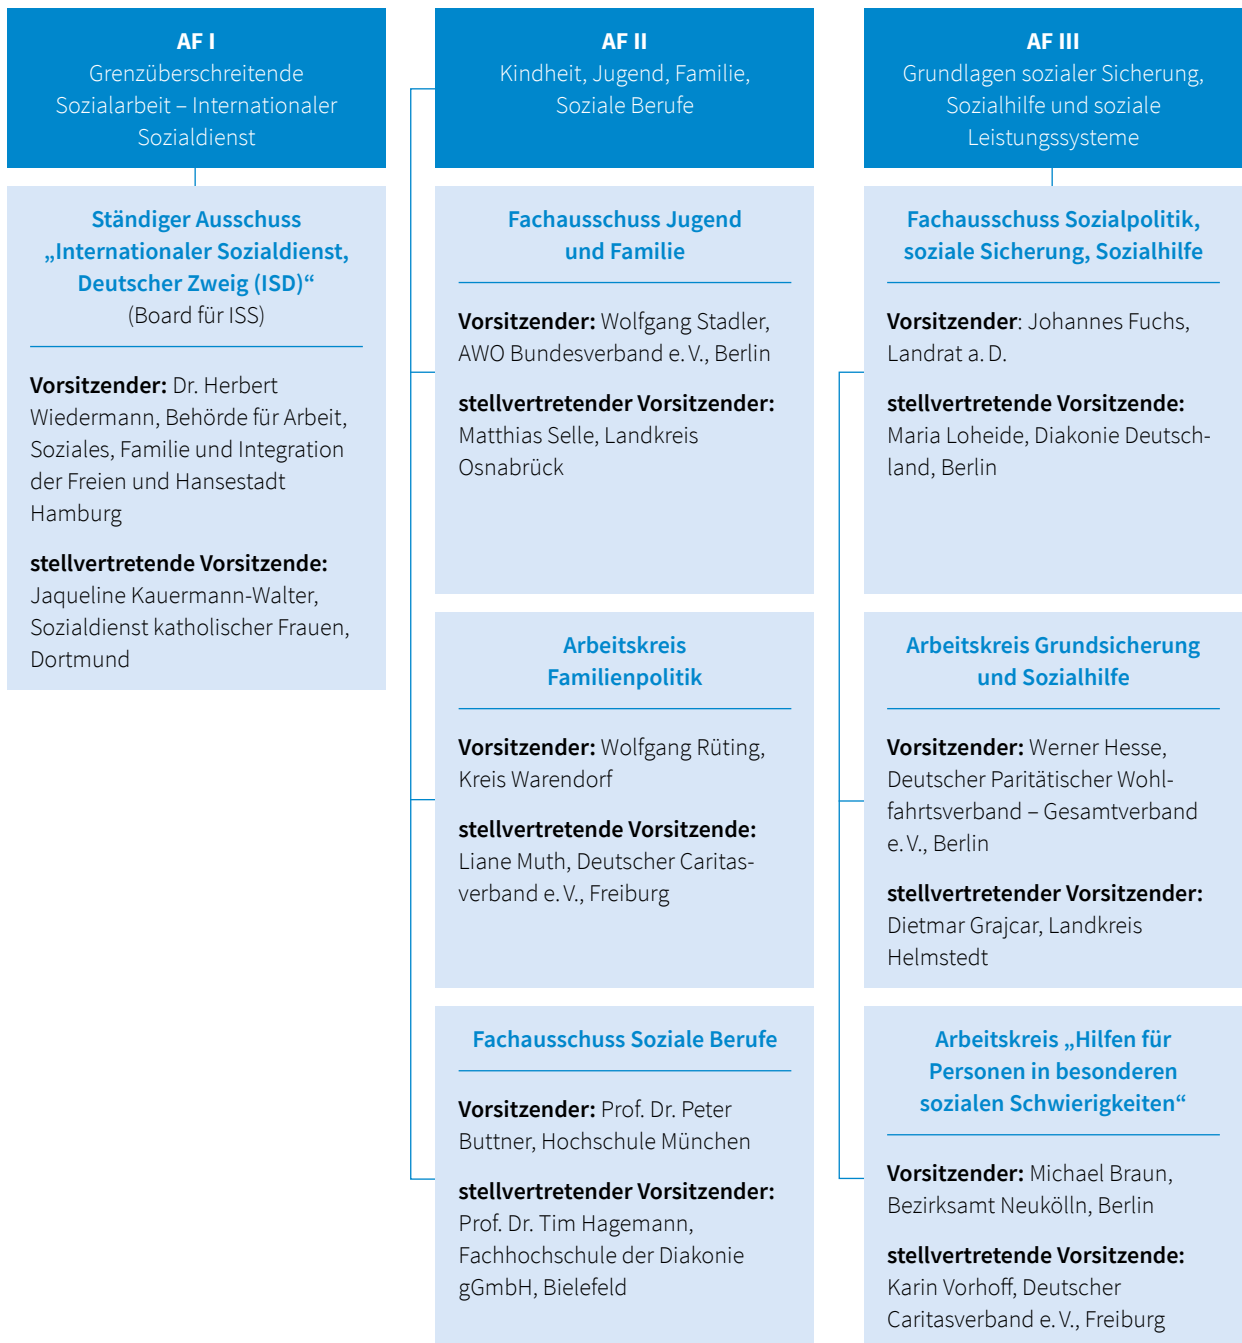 AF I
Grenzüberschreitende
Sozialarbeit – Internationaler
Sozialdienst
Ständiger Ausschuss
„Internationaler Sozialdienst,
Deutscher Zweig (ISD)“
(Board für ISS)
Vorsitzender: Dr. Herbert
Wiedermann, Behörde für Arbeit,
Soziales, Familie und Integration
der Freien und Hansestadt
Hamburg
stellvertretende Vorsitzende:
Jaqueline Kauermann-Walter,
Sozialdienst katholischer Frauen,
Dortmund
AF II
Kindheit, Jugend, Familie,
Soziale Berufe
Fachausschuss Jugend
und Familie
Vorsitzender: Wolfgang Stadler,
AWO Bundesverband e. V., Berlin
stellvertretender Vorsitzender:
Matthias Selle, Landkreis
Osnabrück
Arbeitskreis
Familienpolitik
Vorsitzender: Wolfgang Rüting,
Kreis Warendorf
stellvertretende Vorsitzende:
Liane Muth, Deutscher Caritas-
verband e. V., Freiburg
Fachausschuss Soziale Berufe
Vorsitzender: Prof. Dr. Peter
Buttner, Hochschule München
stellvertretender Vorsitzender:
Prof. Dr. Tim Hagemann,
Fachhochschule der Diakonie
gGmbH, Bielefeld
AF III
Grundlagen sozialer Sicherung,
Sozialhilfe und soziale
Leistungssysteme
Fachausschuss Sozialpolitik,
soziale Sicherung, Sozialhilfe
Vorsitzender: Johannes Fuchs,
Landrat a. D.
stellvertretende Vorsitzende:
Maria Loheide, Diakonie Deutsch-
land, Berlin
Arbeitskreis Grundsicherung
und Sozialhilfe
Vorsitzender: Werner Hesse,
Deutscher Paritätischer Wohl-
fahrtsverband – Gesamtverband
e. V., Berlin
stellvertretender Vorsitzender:
Dietmar Grajcar, Landkreis
Helmstedt
Arbeitskreis „Hilfen für
Personen in besonderen
sozialen Schwierigkeiten“
Vorsitzender: Michael Braun,
Bezirksamt Neukölln, Berlin
stellvertretende Vorsitzende:
Karin Vorhoff, Deutscher
Caritasverband e. V., Freiburg